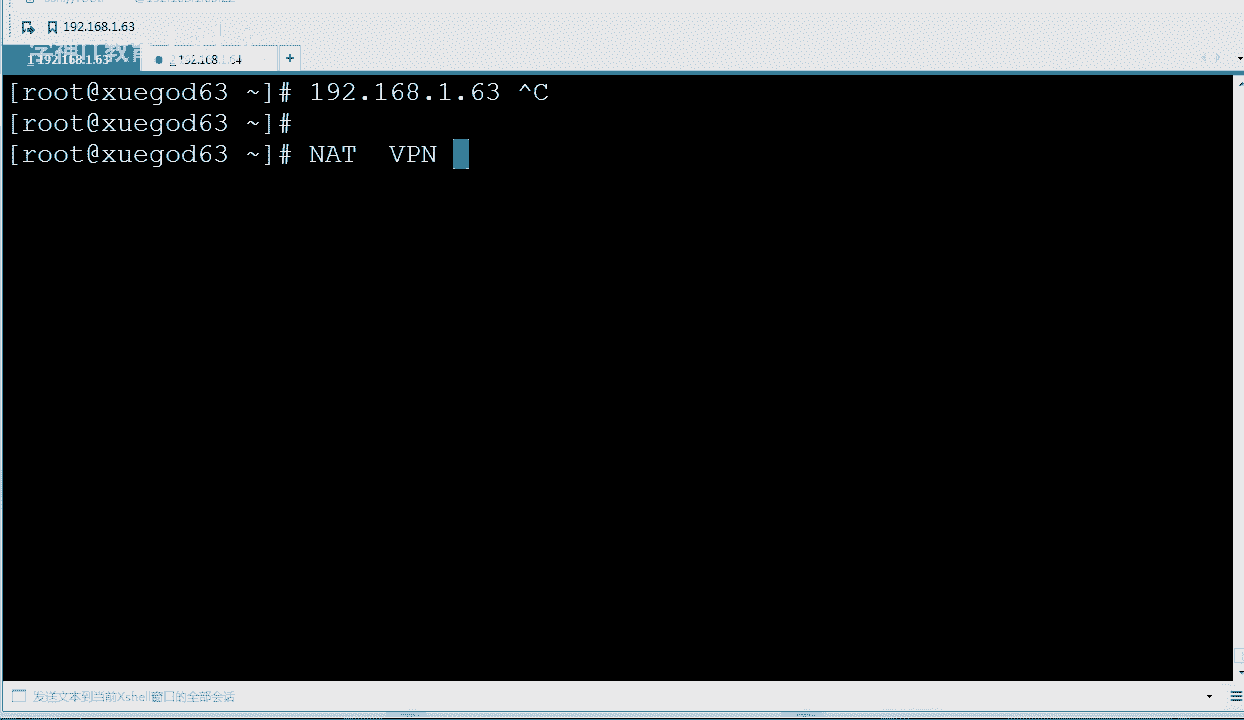 192.168.1.63
学神IT教育
1 192.168.1.63
2 192.168.1.64
+
[root@xuegod63 ~]# 192.168.1.63 ^C
[root@xuegod63 ~]#
[root@xuegod63 ~]# NAT  VPN
发送文本到当前Xshell窗口的全部会话